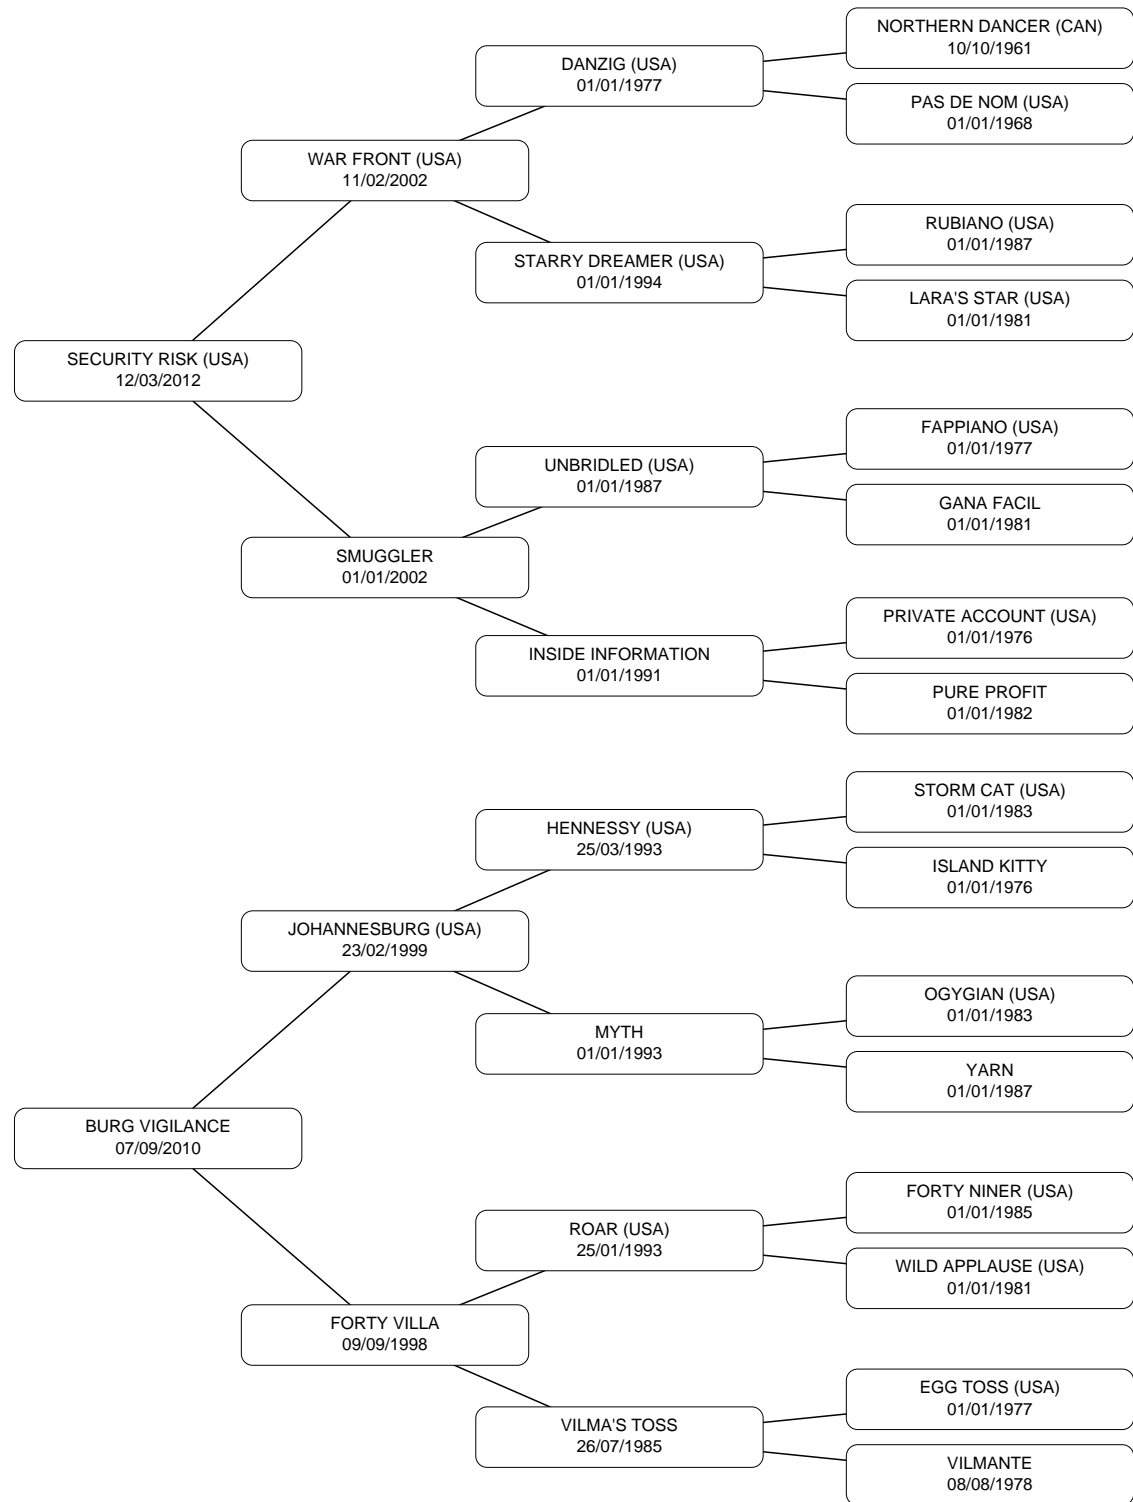 NORTHERN DANCER (CAN)
10/10/1961
DANZIG (USA)
01/01/1977
PAS DE NOM (USA)
01/01/1968
WAR FRONT (USA)
11/02/2002
RUBIANO (USA)
01/01/1987
STARRY DREAMER (USA)
01/01/1994
LARA'S STAR (USA)
01/01/1981
SECURITY RISK (USA)
12/03/2012
FAPPIANO (USA)
01/01/1977
UNBRIDLED (USA)
01/01/1987
GANA FACIL
01/01/1981
SMUGGLER
01/01/2002
PRIVATE ACCOUNT (USA)
01/01/1976
INSIDE INFORMATION
01/01/1991
PURE PROFIT
01/01/1982
STORM CAT (USA)
01/01/1983
HENNESSY (USA)
25/03/1993
ISLAND KITTY
01/01/1976
JOHANNESBURG (USA)
23/02/1999
OGYGIAN (USA)
01/01/1983
MYTH
01/01/1993
YARN
01/01/1987
BURG VIGILANCE
07/09/2010
FORTY NINER (USA)
01/01/1985
ROAR (USA)
25/01/1993
WILD APPLAUSE (USA)
01/01/1981
FORTY VILLA
09/09/1998
EGG TOSS (USA)
01/01/1977
VILMA'S TOSS
26/07/1985
VILMANTE
08/08/1978